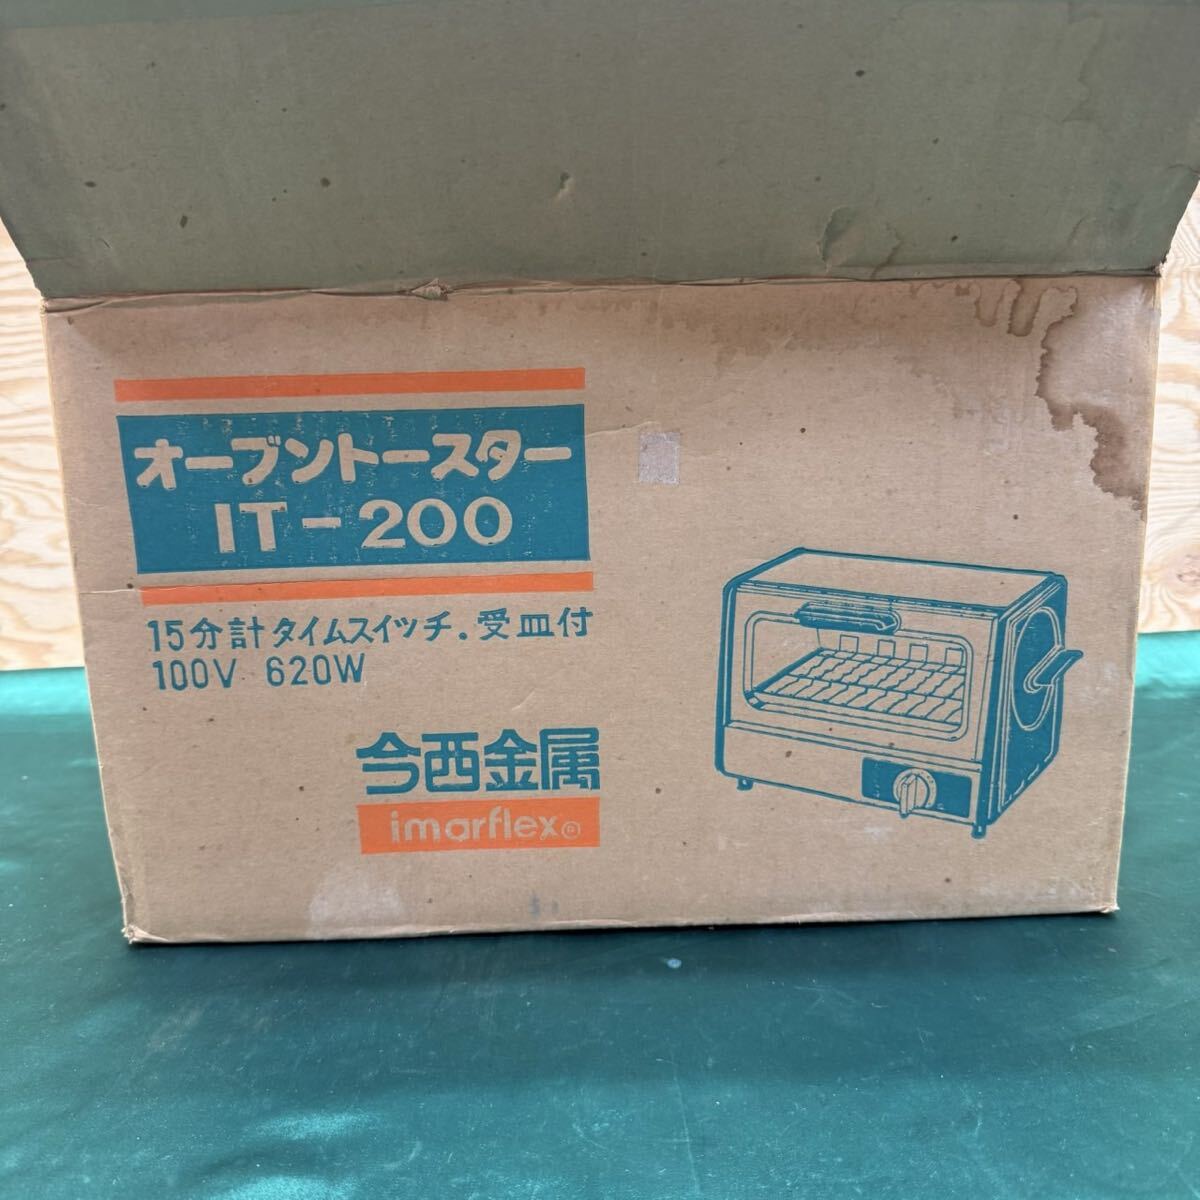 オーブントースター
IT-200
15分計タイムスイッチ.受皿付
100V 620W
今西金属
imarflex®